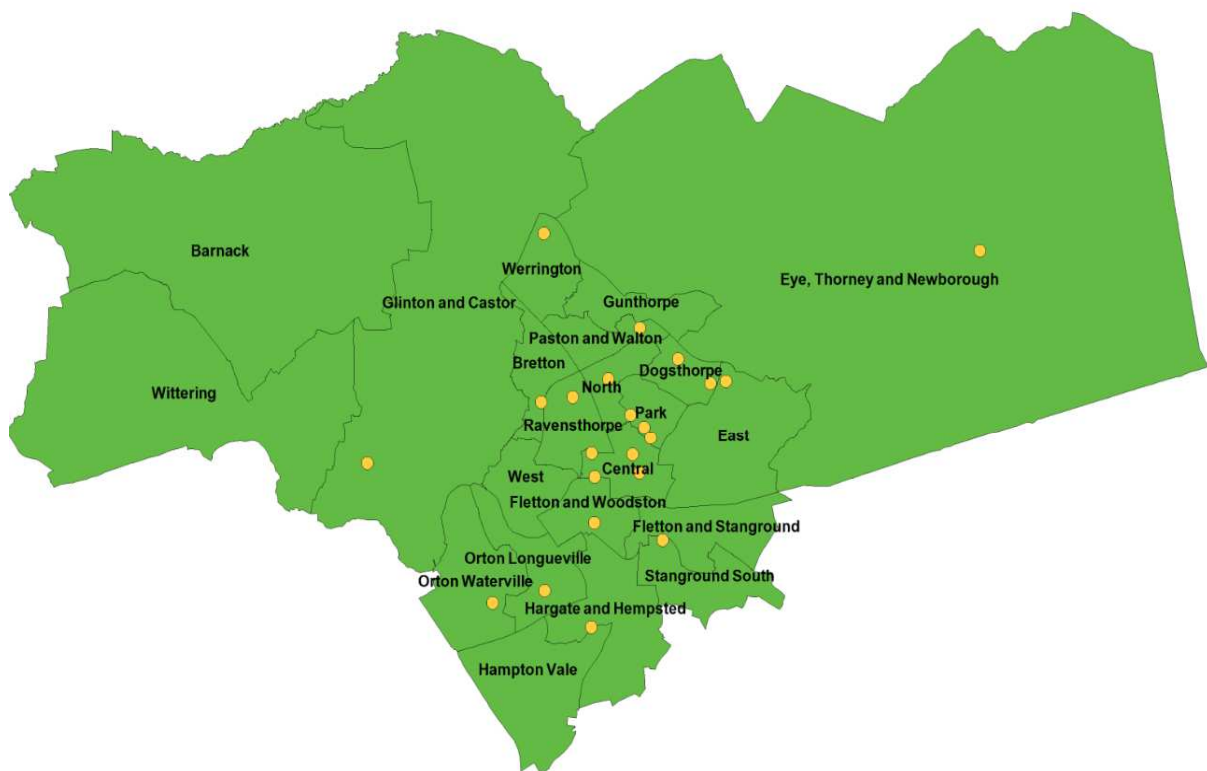 Barnack
Werrington
Eye, Thorney and Newborough
Glinton and Castor
Gunthorpe
Paston and Walton
Bretton
Dogsthorpe
Wittering
North
Park
Ravensthorpe
East
Central
West
Fletton and Woodston
Fletton and Stanground
Orton Longueville
Stanground South
Orton Waterville
Hargate and Hempsted
Hampton Vale